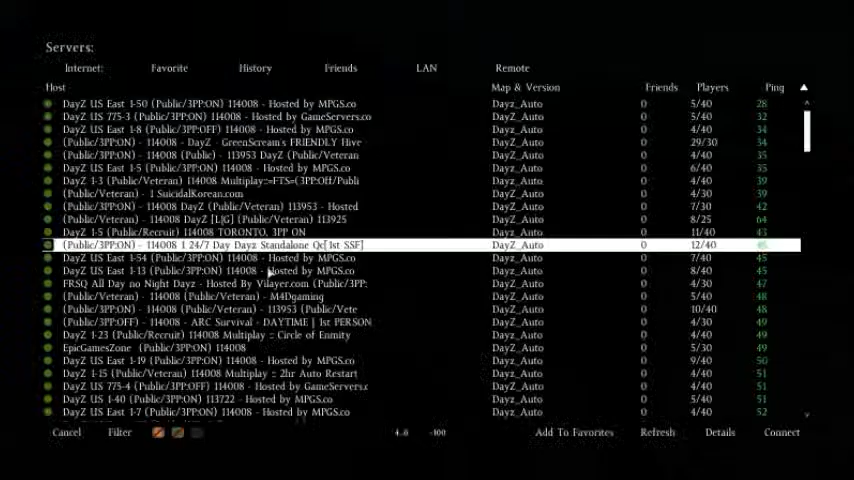 Servers:
Internet: Favorite History Friends LAN Remote
Host Map & Version Friends Players Ping
DayZ US East 1-50 (Public/3PP:ON) 114008 - Hosted by MPGS.co Dayz_Auto 0 5/40 28
DayZ US 775-3 (Public/3PP:ON) 114008 - Hosted by GameServers.co Dayz_Auto 0 5/40 32
DayZ US East 1-8 (Public/3PP:OFF) 114008 - Hosted by MPGS.co Dayz_Auto 0 4/40 34
(Public/3PP:ON) - 114008 - DayZ - GreenScream's FRIENDLY Hive Dayz_Auto 0 29/30 34
(Public/3PP:ON) - 114008 (Public) - 113953 DayZ (Public/Veteran Dayz_Auto 0 4/40 35
DayZ US East 1-5 (Public/3PP:ON) 114008 - Hosted by MPGS.co Dayz_Auto 0 6/40 35
DayZ 1-3 (Public/Veteran) 114008 Multiplay::=FTS=(3PP:Off/Publi Dayz_Auto 0 4/40 39
(Public/Veteran) - 1 SuicidalKorean.com Dayz_Auto 0 4/30 39
(Public/3PP:ON) - 114008 DayZ (Public/Veteran) 113953 - Hosted Dayz_Auto 0 7/30 42
(Public/Veteran) - 114008 DayZ [L|G] (Public/Veteran) 113925 Dayz_Auto 0 8/25 64
DayZ 1-5 (Public/Recruit) 114008 TORONTO, 3PP ON Dayz_Auto 0 11/40 43
(Public/3PP:ON) - 114008 1 24/7 Day Dayz Standalone Qc[1st SSF] DayZ_Auto 0 12/40
DayZ US East 1-54 (Public/3PP:ON) 114008 - Hosted by MPGS.co Dayz_Auto 0 7/40 45
DayZ US East 1-13 (Public/3PP:ON) 114008 - Hosted by MPGS.co Dayz_Auto 0 8/40 45
FRSQ All Day no Night Dayz - Hosted By Vilayer.com (Public/3PP: Dayz_Auto 0 4/30 47
(Public/Veteran) - 114008 (Public/Veteran) - M4Dgaming Dayz_Auto 0 5/40 48
(Public/3PP:ON) - 114008 (Public/3PP:ON) - 113953 (Public/Vete Dayz_Auto 0 10/40 48
(Public/3PP:OFF) - 114008 - ARC Survival - DAYTIME | 1st PERSON Dayz_Auto 0 4/30 49
DayZ 1-23 (Public/Recruit) 114008 Multiplay :: Circle of Enmity Dayz_Auto 0 4/40 49
EpicGamesZone (Public/3PP:ON) 114008 Dayz_Auto 0 5/30 49
DayZ US East 1-19 (Public/3PP:ON) 114008 - Hosted by MPGS.co Dayz_Auto 0 9/40 50
DayZ 1-15 (Public/Veteran) 114008 Multiplay :: 2hr Auto Restart Dayz_Auto 0 4/40 51
DayZ US 775-4 (Public/3PP:OFF) 114008 - Hosted by GameServers.c Dayz_Auto 0 4/40 51
DayZ US 1-40 (Public/3PP:ON) 113722 - Hosted by MPGS.co Dayz_Auto 0 4/40 51
DayZ US East 1-7 (Public/3PP:ON) 114008 - Hosted by MPGS.co Dayz_Auto 0 4/40 52
Cancel Filter -100 Add To Favorites Refresh Details Connect